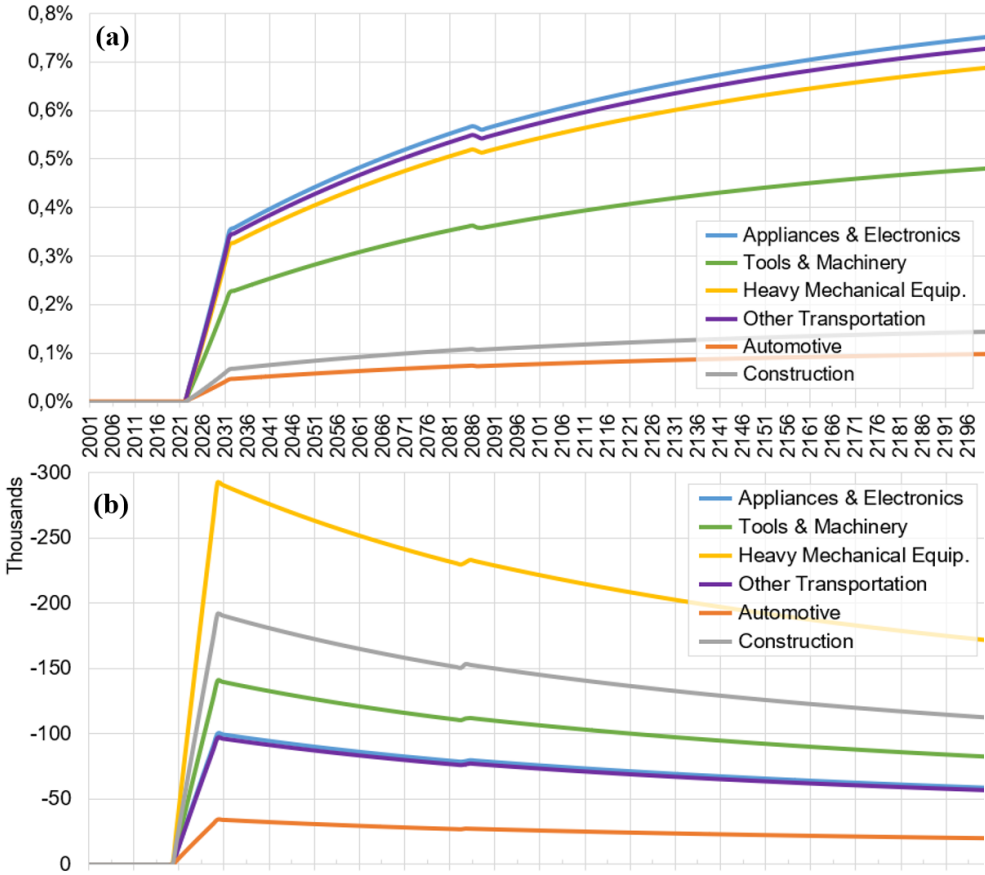 0,8%
(a)
0,7%
0,6%
0,5%
0,4%
0,3%
0,2%
0,1%
0,0%
Appliances & Electronics
Tools & Machinery
Heavy Mechanical Equip.
Other Transportation
Automotive
Construction
2001 2006 2011 2016 2021 2026 2031 2036 2041 2046 2051 2056 2061 2066 2071 2076 2081 2086 2091 2096 2101 2106 2111 2116 2121 2126 2131 2136 2141 2146 2151 2156 2161 2166 2171 2176 2181 2186 2191 2196
Thousands
-300
(b)
-250
-200
-150
-100
-50
0
Appliances & Electronics
Tools & Machinery
Heavy Mechanical Equip.
Other Transportation
Automotive
Construction